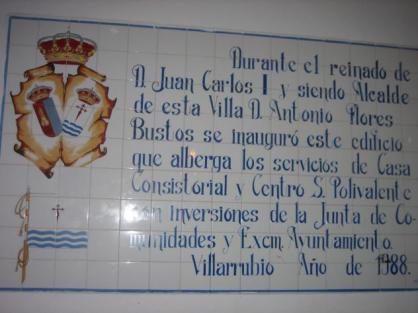 Durante el reinado de
D. Juan Carlos I y siendo Alcalde
de esta Villa D. Antonio Flores
Bustos se inauguró este edificio
que alberga los servicios de Casa
Consistorial y Centro S. Polivalente
con inversiones de la Junta de Co-
munidades y Excm. Ayuntamiento.
Villarrubio Año de 1988.